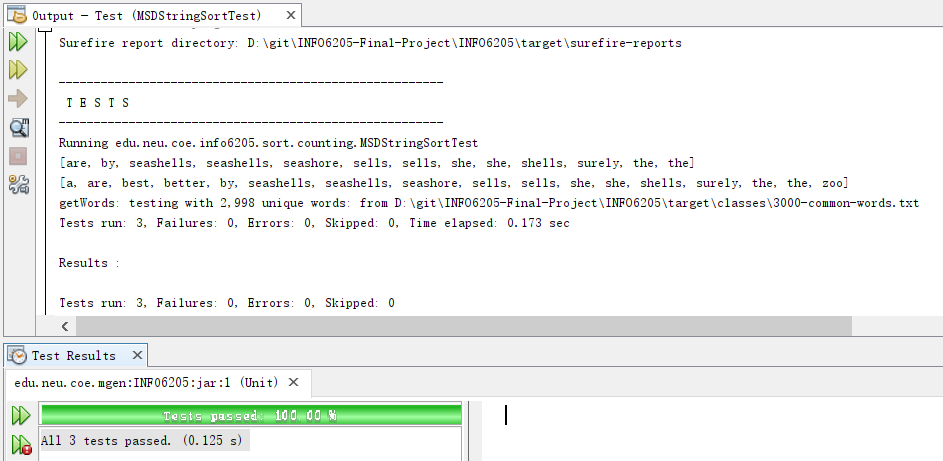 Output - Test (MSDStringSortTest)
Surefire report directory: D:\git\INFO6205-Final-Project\INFO6205\target\surefire-reports
-------------------------------------------------------
T E S T S
-------------------------------------------------------
Running edu.neu.coe.info6205.sort.counting.MSDStringSortTest
[are, by, seashells, seashells, seashore, sells, sells, she, she, shells, surely, the, the]
[a, are, best, better, by, seashells, seashells, seashore, sells, sells, she, she, shells, surely, the, the, zoo]
getWords: testing with 2,998 unique words: from D:\git\INFO6205-Final-Project\INFO6205\target\classes\3000-common-words.txt
Tests run: 3, Failures: 0, Errors: 0, Skipped: 0, Time elapsed: 0.173 sec
Results :
Tests run: 3, Failures: 0, Errors: 0, Skipped: 0
Test Results
edu.neu.coe.mgen:INFO6205:jar:1 (Unit)
Tests passed: 100.00 %
All 3 tests passed. (0.125 s)